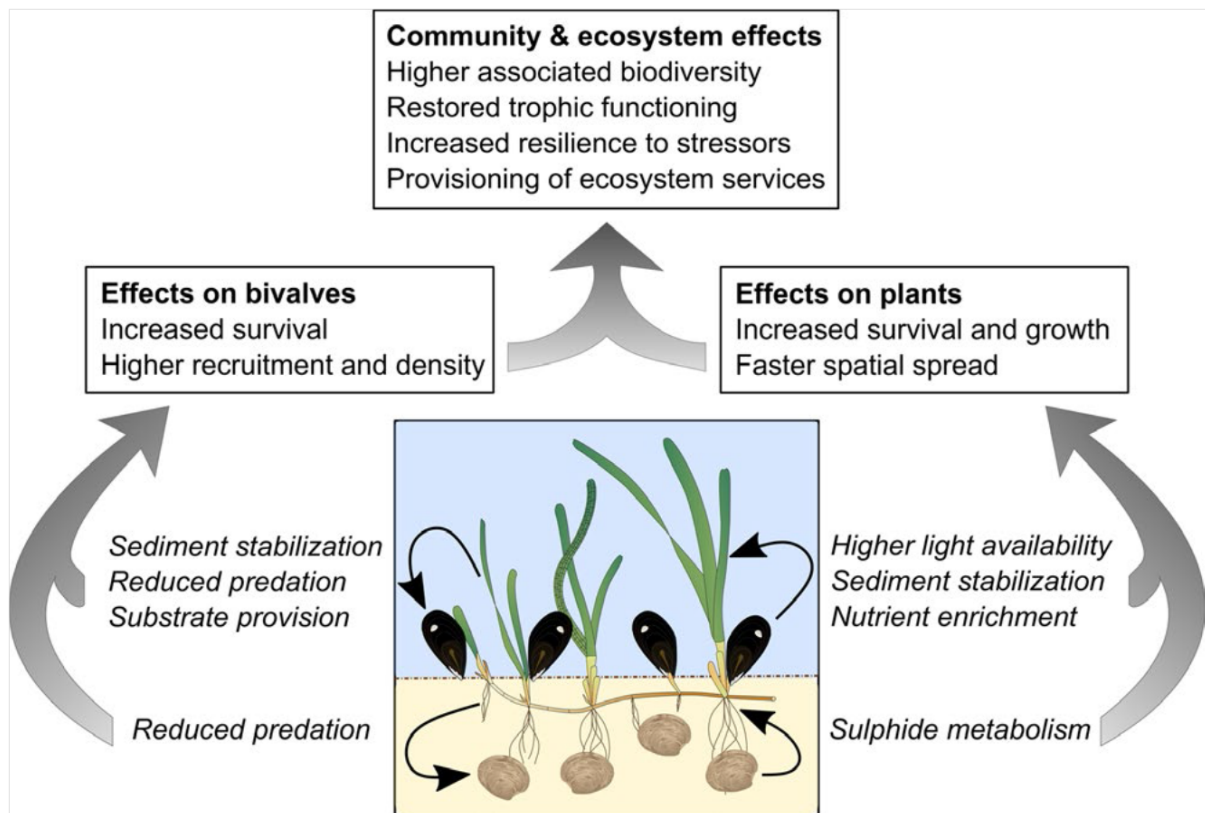 Community & ecosystem effects
Higher associated biodiversity
Restored trophic functioning
Increased resilience to stressors
Provisioning of ecosystem services
Effects on bivalves
Increased survival
Higher recruitment and density
Effects on plants
Increased survival and growth
Faster spatial spread
Sediment stabilization
Reduced predation
Substrate provision
Higher light availability
Sediment stabilization
Nutrient enrichment
Reduced predation
Sulphide metabolism